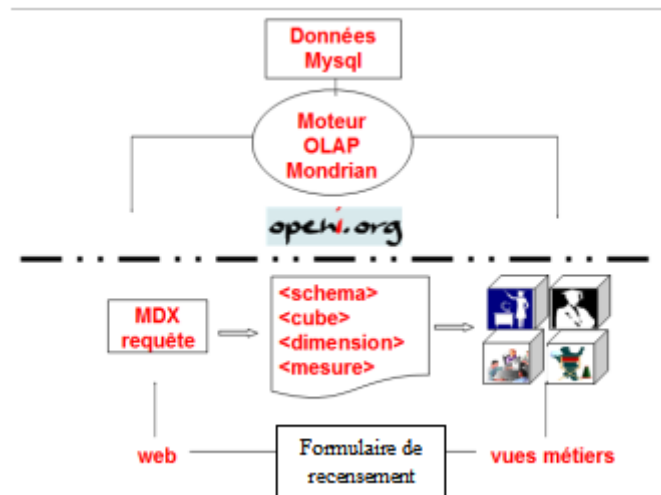 Données
Mysql
Moteur
OLAP
Mondrian
openi.org
MDX
requête
<schema>
<cube>
<dimension>
<mesure>
web
Formulaire de
recensement
vues métiers